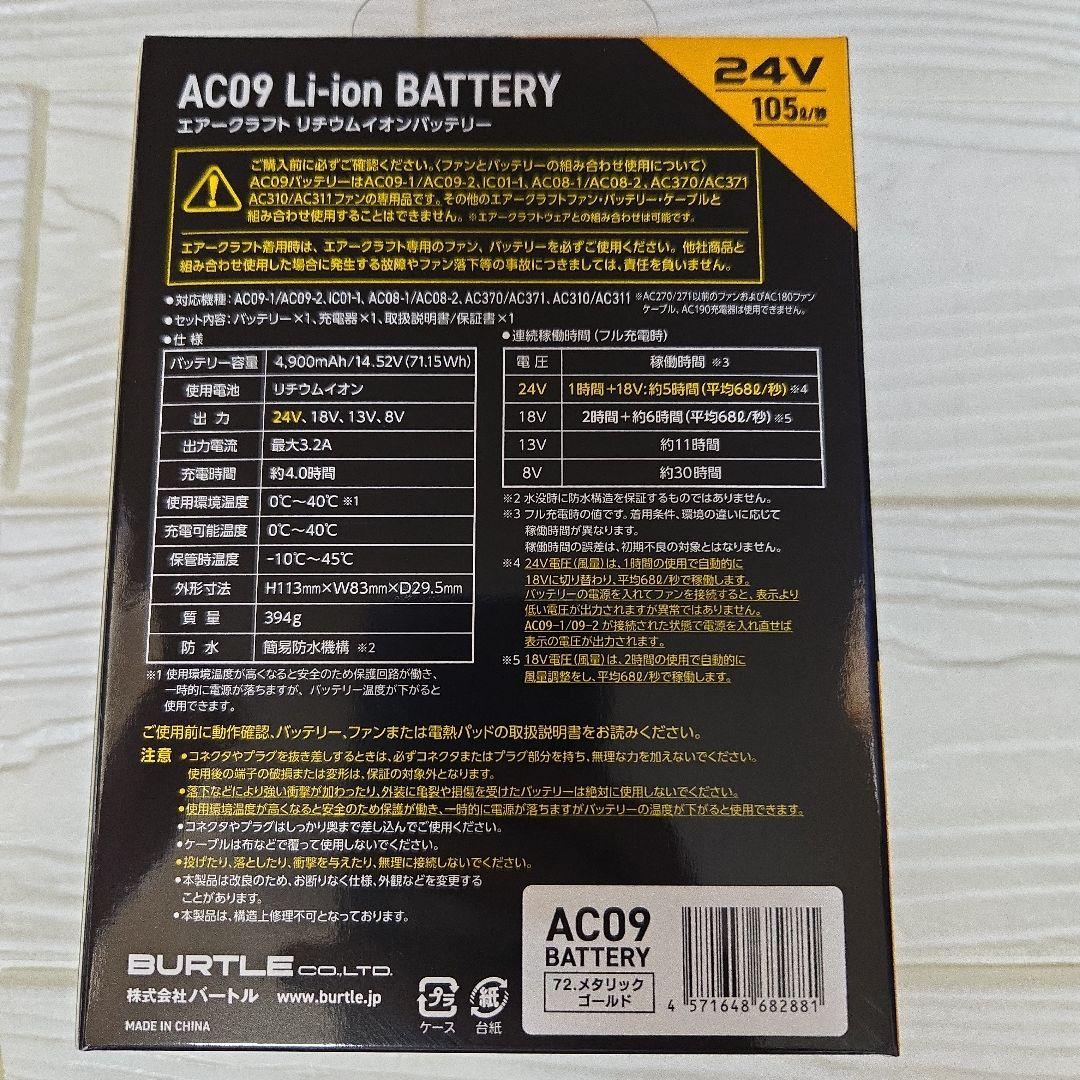 AC09 Li-ion BATTERY
エアークラフト リチウムイオンバッテリー
24V
105ℓ/秒
ご購入前に必ずご確認ください。〈ファンとバッテリーの組み合わせ使用について〉
AC09バッテリーはAC09-1/AC09-2、IC01-1、AC08-1/AC08-2、AC370/AC371
AC310/AC311ファンの専用品です。その他のエアークラフトファン・バッテリー・ケーブルと
組み合わせ使用することはできません。※エアークラフトウェアとの組み合わせは可能です。
エアークラフト着用時は、エアークラフト専用のファン、バッテリーを必ずご使用ください。他社商品と
組み合わせ使用した場合に発生する故障やファン落下等の事故につきましては、責任を負いません。
●対応機種：AC09-1/AC09-2、IC01-1、AC08-1/AC08-2、AC370/AC371、AC310/AC311 ※AC270/271以前のファンおよびAC180ファン
ケーブル、AC190充電器は使用できません。
●セット内容：バッテリー×1、充電器×1、取扱説明書/保証書×1
●仕様
バッテリー容量 4,900mAh/14.52V(71.15Wh)
使用電池 リチウムイオン
出力 24V、18V、13V、8V
出力電流 最大3.2A
充電時間 約4.0時間
使用環境温度 0℃～40℃ ※1
充電可能温度 0℃～40℃
保管時温度 -10℃～45℃
外形寸法 H113mm×W83mm×D29.5mm
質量 394g
防水 簡易防水機構 ※2
※1 使用環境温度が高くなると安全のため保護回路が働き、
一時的に電源が落ちますが、バッテリー温度が下がると
使用できます。
●連続稼働時間（フル充電時）
電圧 稼働時間 ※3
24V 1時間+18V:約5時間(平均68ℓ/秒) ※4
18V 2時間+約6時間(平均68ℓ/秒) ※5
13V 約11時間
8V 約30時間
※2 水没時に防水構造を保証するものではありません。
※3 フル充電時の値です。着用条件、環境の違いに応じて
稼働時間が異なります。
稼働時間の誤差は、初期不良の対象とはなりません。
※4 24V電圧(風量)は、1時間の使用で自動的に
18Vに切り替わり、平均68ℓ/秒で稼働します。
バッテリーの電源を入れてファンを接続すると、表示より
低い電圧が出力されますが異常ではありません。
AC09-1/09-2が接続された状態で電源を入れ直せば
表示の電圧が出力されます。
※5 18V電圧(風量)は、2時間の使用で自動的に
風量調整をし、平均68ℓ/秒で稼働します。
ご使用前に動作確認、バッテリー、ファンまたは電熱パッドの取扱説明書をお読みください。
注意 ●コネクタやプラグを抜き差しするときは、必ずコネクタまたはプラグ部分を持ち、無理な力を加えないでください。
使用後の端子の破損または変形は、保証の対象外となります。
●落下などにより強い衝撃が加わったり、外装に亀裂や損傷を受けたバッテリーは絶対に使用しないでください。
●使用環境温度が高くなると安全のため保護が働き、一時的に電源が落ちますがバッテリーの温度が下がると使用できます。
●コネクタやプラグはしっかり奥まで差し込んでご使用ください。
●ケーブルは布などで覆って使用しないでください。
●投げたり、落としたり、衝撃を与えたり、無理に接続しないでください。
●本製品は改良のため、お断りなく仕様、外観などを変更する
ことがあります。
●本製品は、構造上修理不可となっております。
BURTLE CO.,LTD.
株式会社バートル www.burtle.jp
MADE IN CHINA
プラ
ケース
紙
台紙
AC09
BATTERY
72.メタリック
ゴールド
4 571648 682881